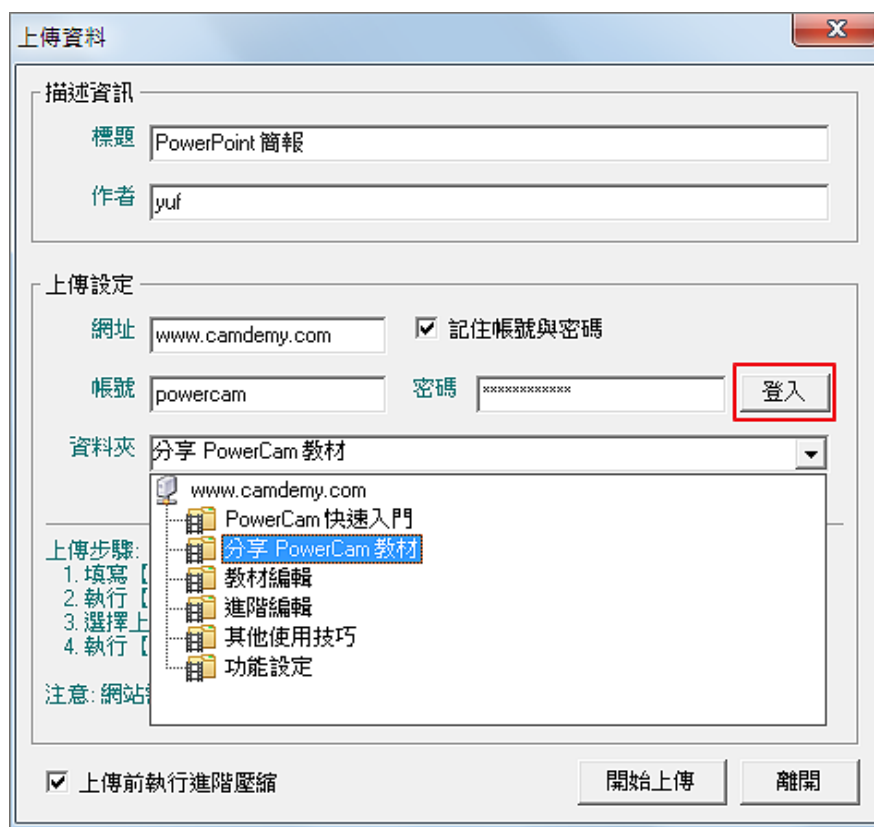 上傳資料
描述資訊
標題 PowerPoint 簡報
作者 yuf
上傳設定
網址 www.camdemy.com 記住帳號與密碼
帳號 powercam 密碼 ************ 登入
資料夾 分享 PowerCam 教材
www.camdemy.com
PowerCam 快速入門
分享 PowerCam 教材
教材編輯
進階編輯
其他使用技巧
功能設定
上傳步驟:
1. 填寫【
2. 執行【
3. 選擇上
4. 執行【
注意: 網站
上傳前執行進階壓縮 開始上傳 離開